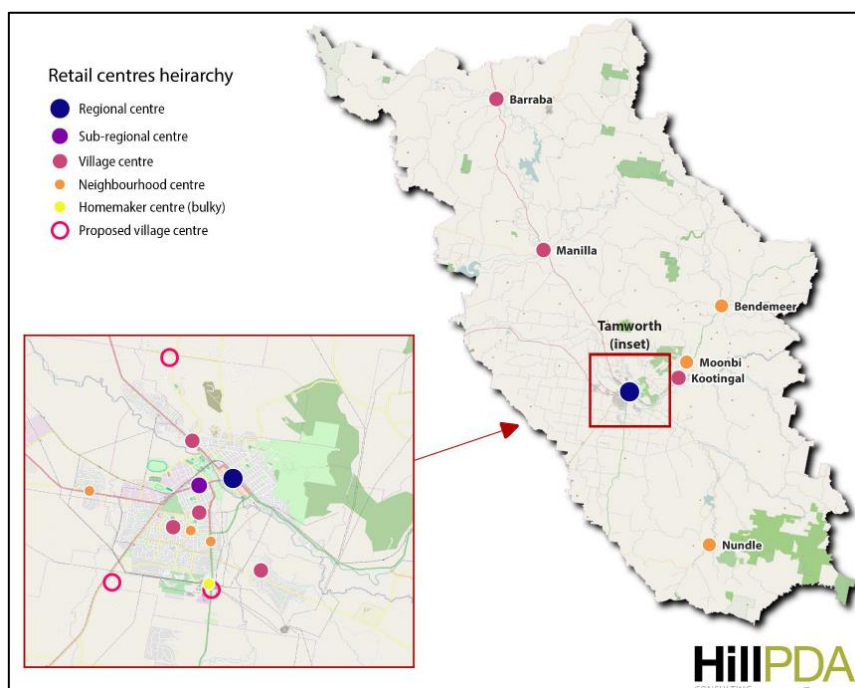 Retail centres heirarchy
Regional centre
Sub-regional centre
Village centre
Neighbourhood centre
Homemaker centre (bulky)
Proposed village centre
Barraba
Manilla
Bendemeer
Tamworth
(inset)
Moonbi
Kootingal
Nundle
HillPDA
CONSULTING